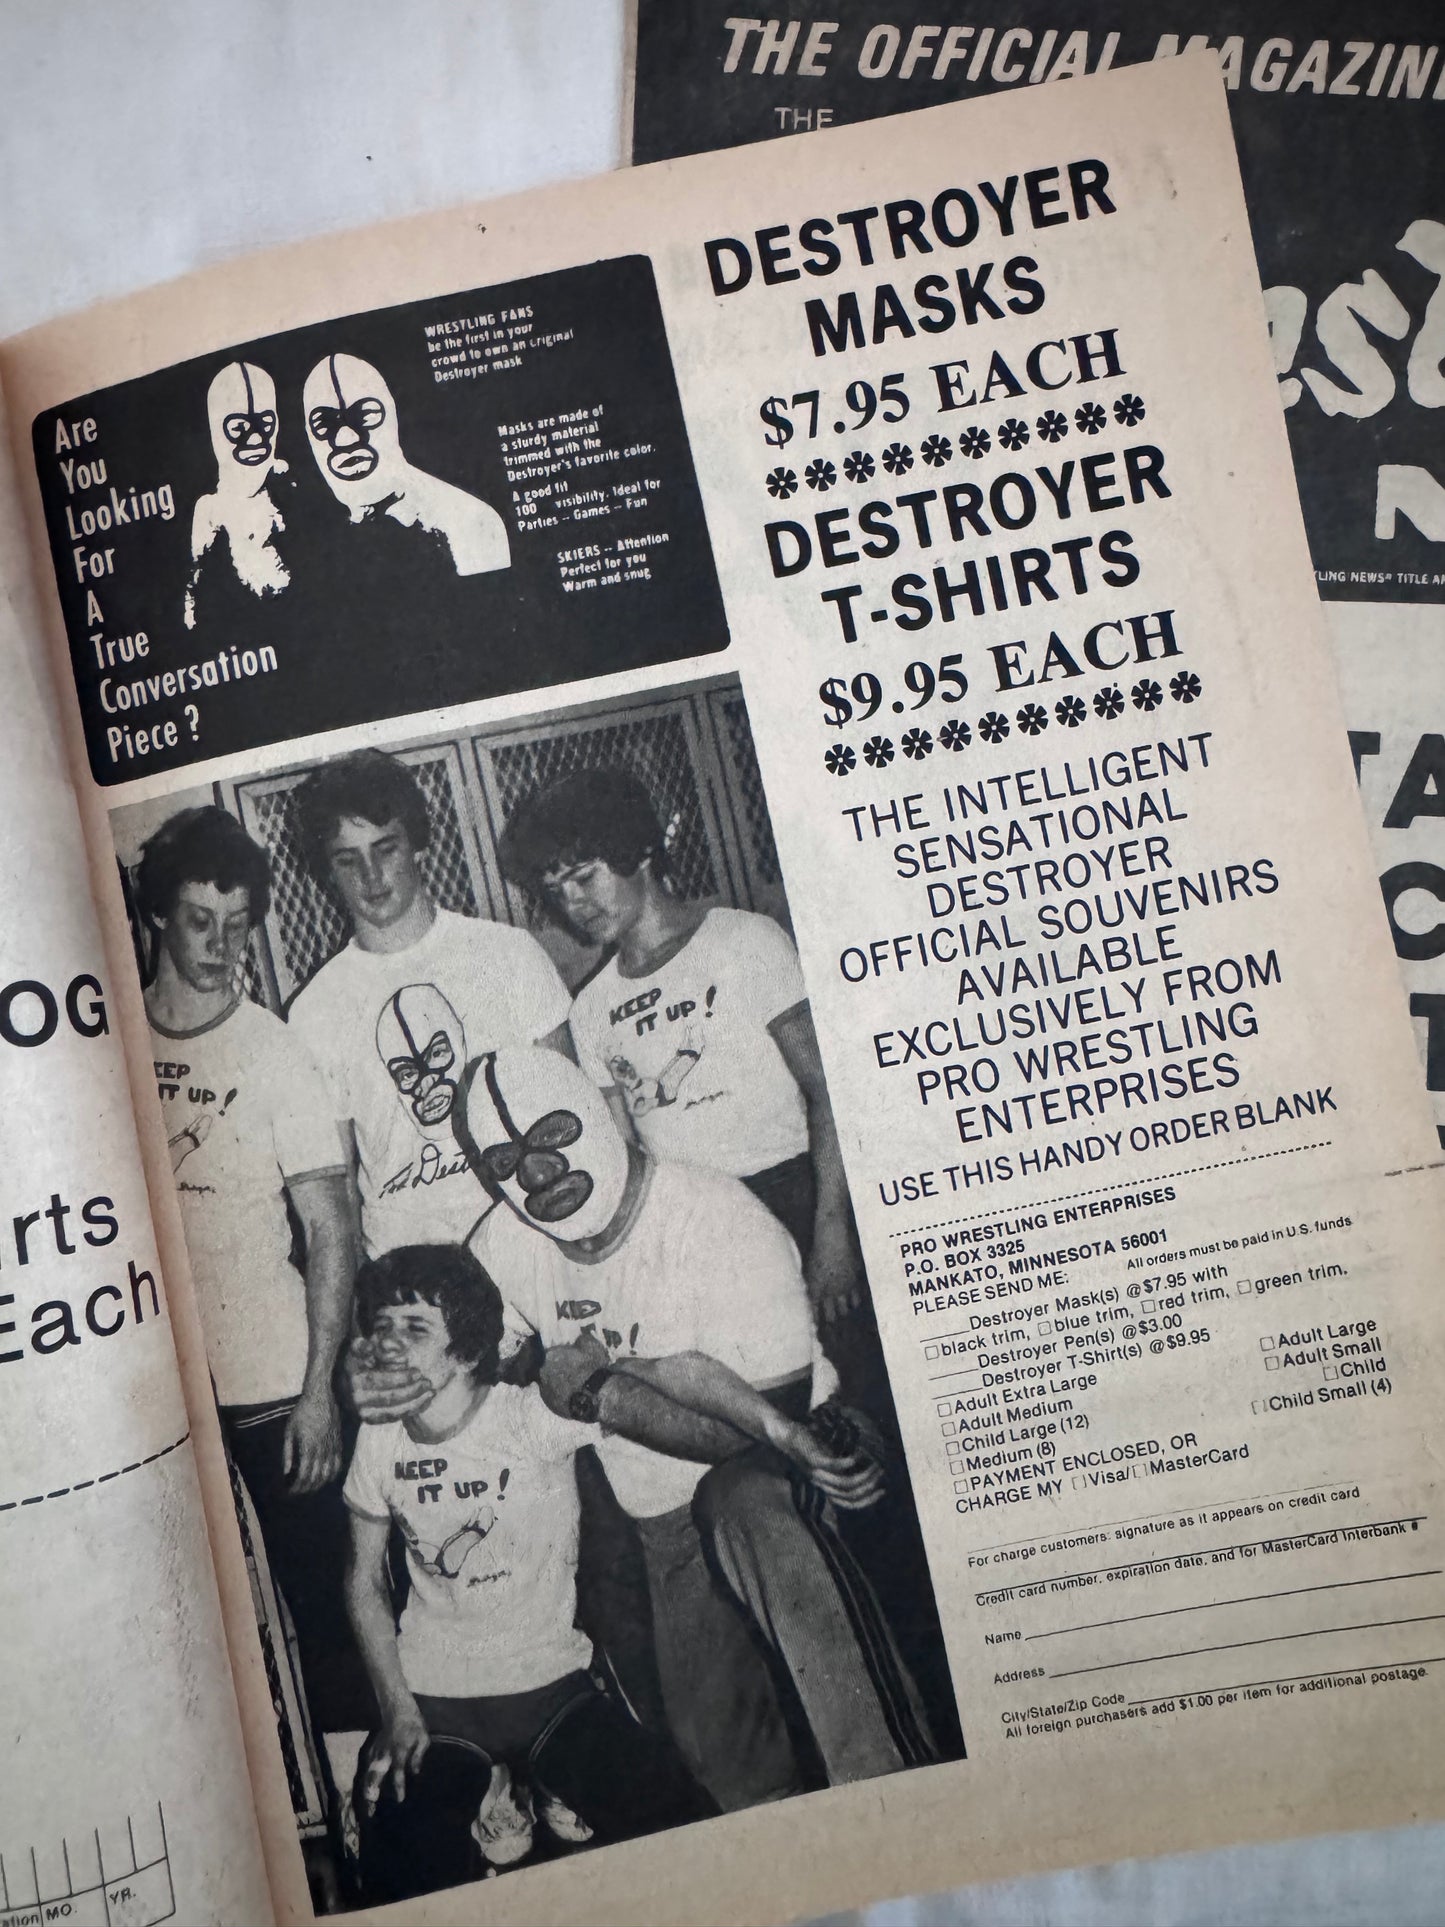 THE OFFICIAL MAGAZIN
THE
LING NEWS® TITLE A
TA
C
T
OG
rts
Each
MO.
YR.
Are
You
Looking
For
A
True
Conversation
Piece?
WRESTLING FANS
be the first in your
crowd to own an original
Destroyer mask
Masks are made of
a sturdy material
trimmed with the
Destroyer's favorite color.
A good fit
100 visibility. Ideal for
Parties -- Games -- Fun
SKIERS -- Attention
Perfect for you
Warm and snug
EEP
IT UP!
The Dest
KEEP
IT UP!
KEEP
IT UP!
DESTROYER
MASKS
$7.95 EACH
DESTROYER
T-SHIRTS
$9.95 EACH
THE INTELLIGENT
SENSATIONAL
DESTROYER
OFFICIAL SOUVENIRS
AVAILABLE
EXCLUSIVELY FROM
PRO WRESTLING
ENTERPRISES
USE THIS HANDY ORDER BLANK
PRO WRESTLING ENTERPRISES
P.O. BOX 3325
MANKATO, MINNESOTA 56001
PLEASE SEND ME: All orders must be paid in U.S. funds
Destroyer Mask(s) @$7.95 with
□black trim, □blue trim, □red trim, □green trim.
Destroyer Pen(s) @$3.00
Destroyer T-Shirt(s) @$9.95
□Adult Extra Large □Adult Large
□Adult Medium □Adult Small
□Child Large (12) □Child
□Medium (8) □Child Small (4)
□PAYMENT ENCLOSED, OR
CHARGE MY □Visa/□MasterCard
For charge customers: signature as it appears on credit card
Credit card number, expiration date, and for MasterCard Interbank #
Name
Address
City/State/Zip Code
All foreign purchasers add $1.00 per item for additional postage.